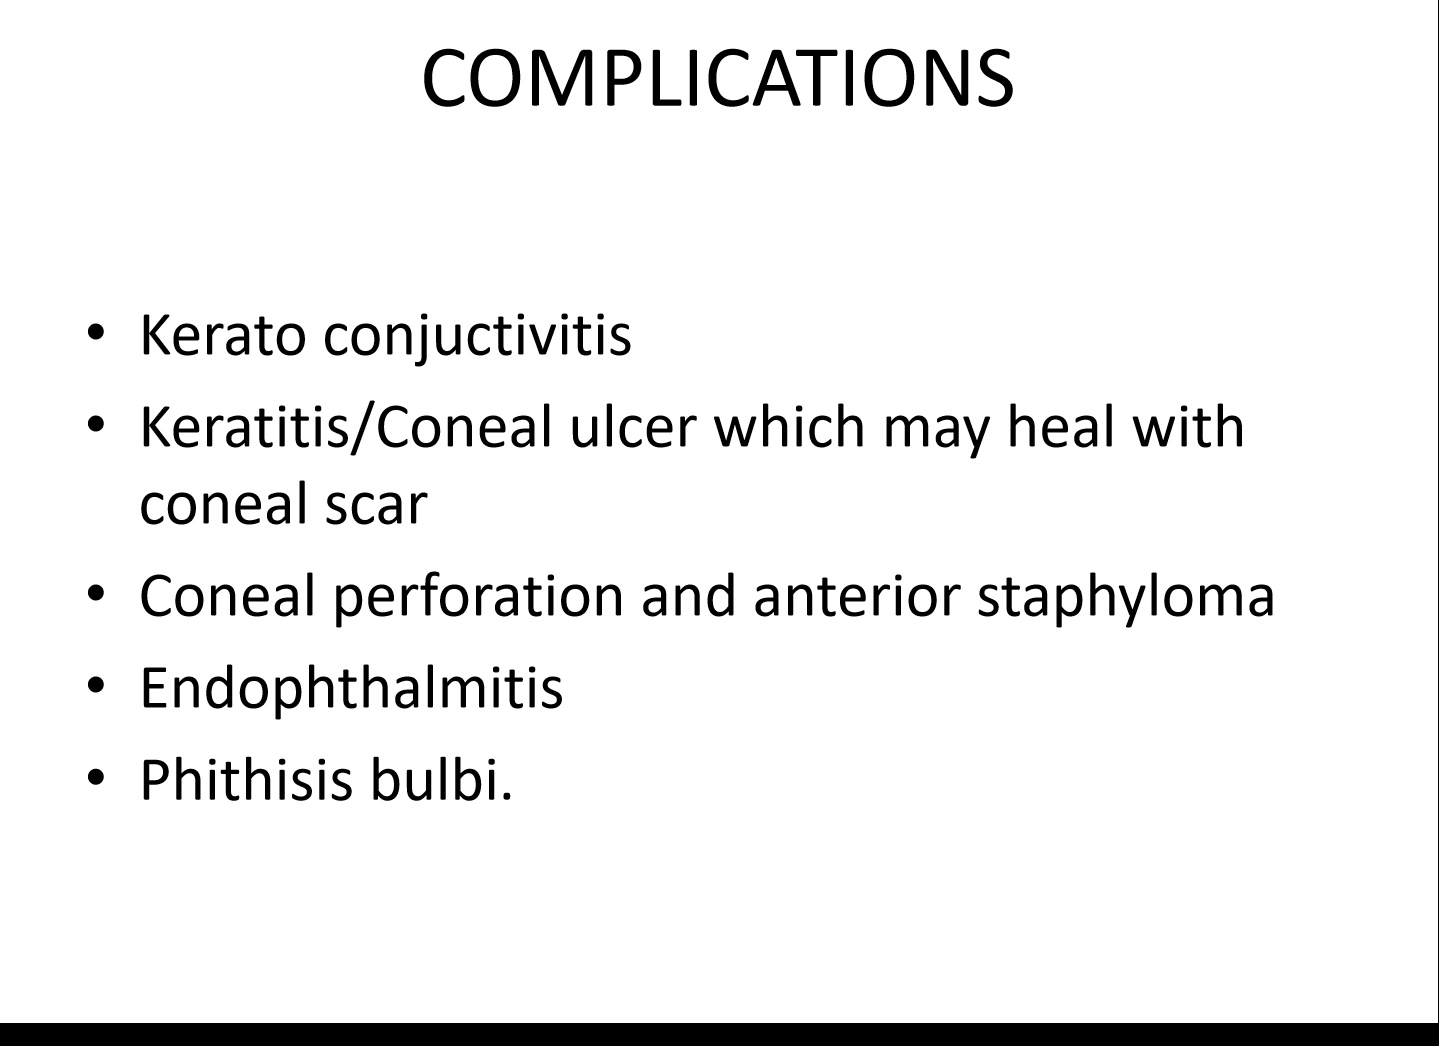 COMPLICATIONS
• Kerato conjuctivitis
• Keratitis/Coneal ulcer which may heal with
coneal scar
• Coneal perforation and anterior staphyloma
• Endophthalmitis
• Phithisis bulbi.